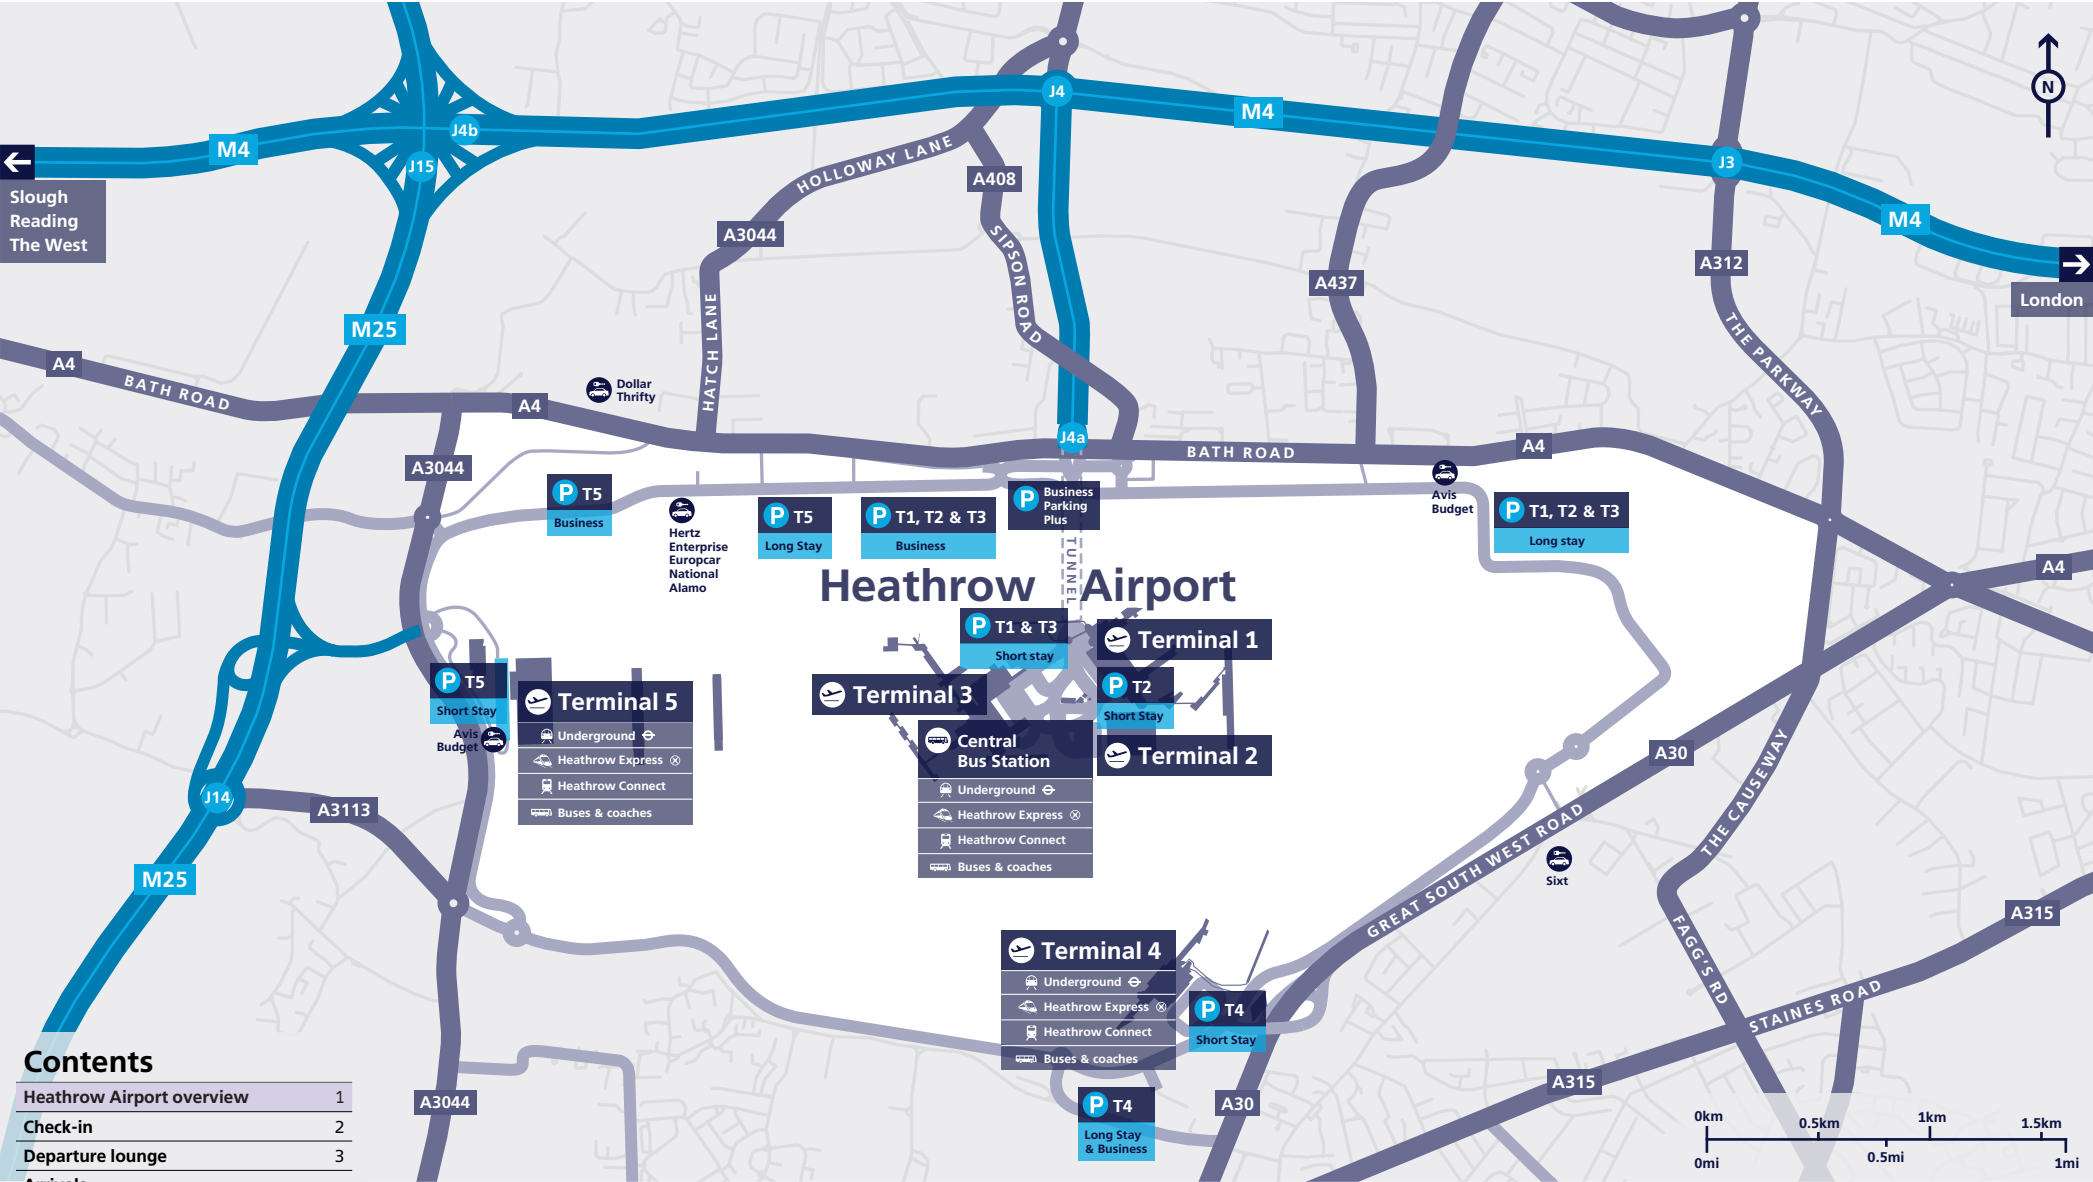 N
J4
M4
J4b
M4
J15
J3
Slough
Reading
The West
HOLLOWAY LANE
A408
M4
A3044
SIPSON ROAD
A312
A437
London
M25
HATCH LANE
THE PARKWAY
A4
BATH ROAD
Dollar
Thrifty
A4
J4a
BATH ROAD
A4
A3044
P T5
Business
Hertz
Enterprise
Europcar
National
Alamo
P T5
Long Stay
P T1, T2 & T3
Business
P Business
Parking
Plus
Avis
Budget
P T1, T2 & T3
Long stay
TUNNEL
A4
Heathrow Airport
P T1 & T3
Short stay
Terminal 1
P T5
Short Stay
Terminal 5
Underground
Heathrow Express
Heathrow Connect
Buses & coaches
Avis
Budget
Terminal 3
P T2
Short Stay
Central
Bus Station
Underground
Heathrow Express
Heathrow Connect
Buses & coaches
Terminal 2
A30
THE CAUSEWAY
J14
A3113
GREAT SOUTH WEST ROAD
Sixt
M25
A315
FAGG'S RD
Terminal 4
Underground
Heathrow Express
Heathrow Connect
Buses & coaches
P T4
Short Stay
STAINES ROAD
A315
Contents
Heathrow Airport overview 1
Check-in 2
Departure lounge 3
A3044
P T4
Long Stay
& Business
A30
0km 0.5km 1km 1.5km
0mi 0.5mi 1mi